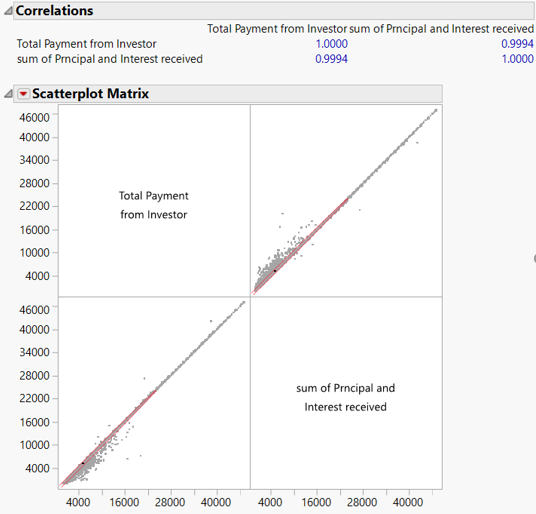 Correlations
Total Payment from Investor sum of Prncipal and Interest received
Total Payment from Investor 1.0000 0.9994
sum of Prncipal and Interest received 0.9994 1.0000
Scatterplot Matrix
46000
40000
34000
28000
22000
16000
10000
4000
Total Payment
from Investor
46000
40000
34000
28000
22000
16000
10000
4000
sum of Prncipal and
Interest received
4000 16000 28000 40000 4000 16000 28000 40000